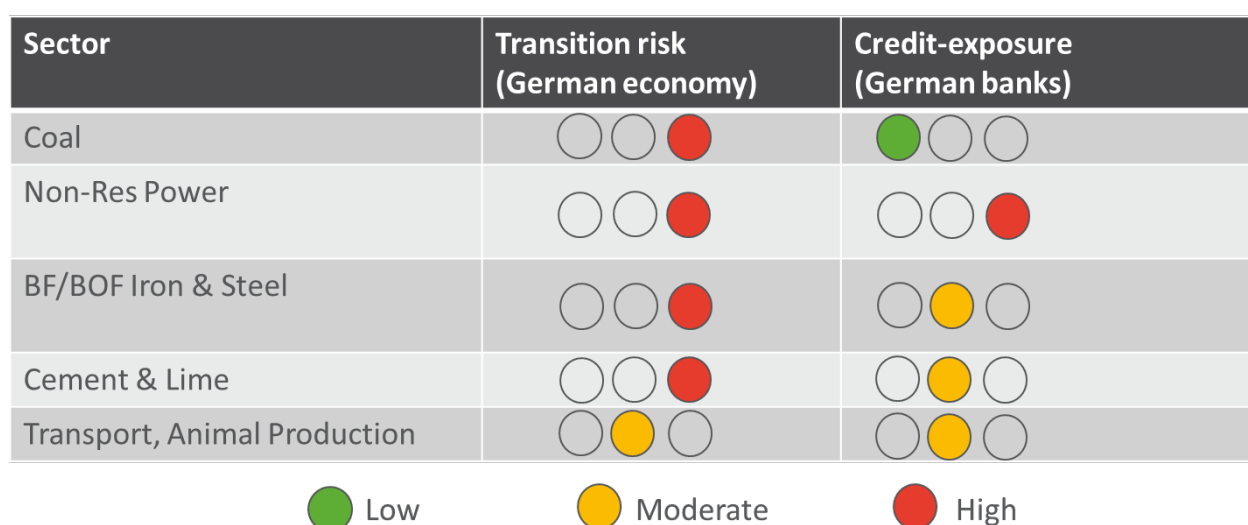 Sector
Transition risk
(German economy)
Credit-exposure
(German banks)
Coal
Non-Res Power
BF/BOF Iron & Steel
Cement & Lime
Transport, Animal Production
Low
Moderate
High